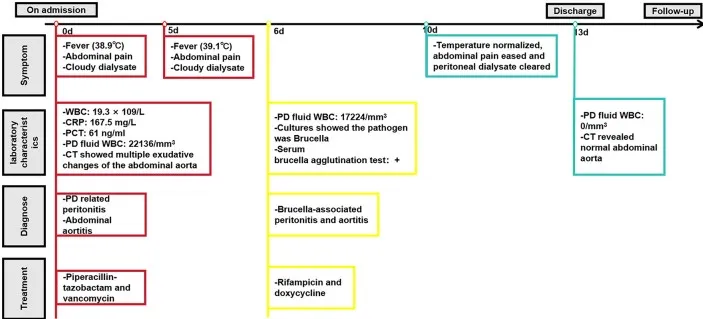 On admission
Discharge
Follow-up
0d
5d
6d
10d
13d
Symptom
-Fever (38.9℃)
-Abdominal pain
-Cloudy dialysate
-Fever (39.1℃)
-Abdominal pain
-Cloudy dialysate
-Temperature normalized,
abdominal pain eased and
peritoneal dialysate cleared
laboratory
characterist
ics
-WBC: 19.3 × 109/L
-CRP: 167.5 mg/L
-PCT: 61 ng/ml
-PD fluid WBC: 22136/mm³
-CT showed multiple exudative
changes of the abdominal aorta
-PD fluid WBC: 17224/mm³
-Cultures showed the pathogen
was Brucella
-Serum
brucella agglutination test: +
-PD fluid WBC:
0/mm³
-CT revealed
normal abdominal
aorta
Diagnose
-PD related
peritonitis
-Abdominal
aortitis
-Brucella-associated
peritonitis and aortitis
Treatment
-Piperacillin-
tazobactam and
vancomycin
-Rifampicin and
doxycycline